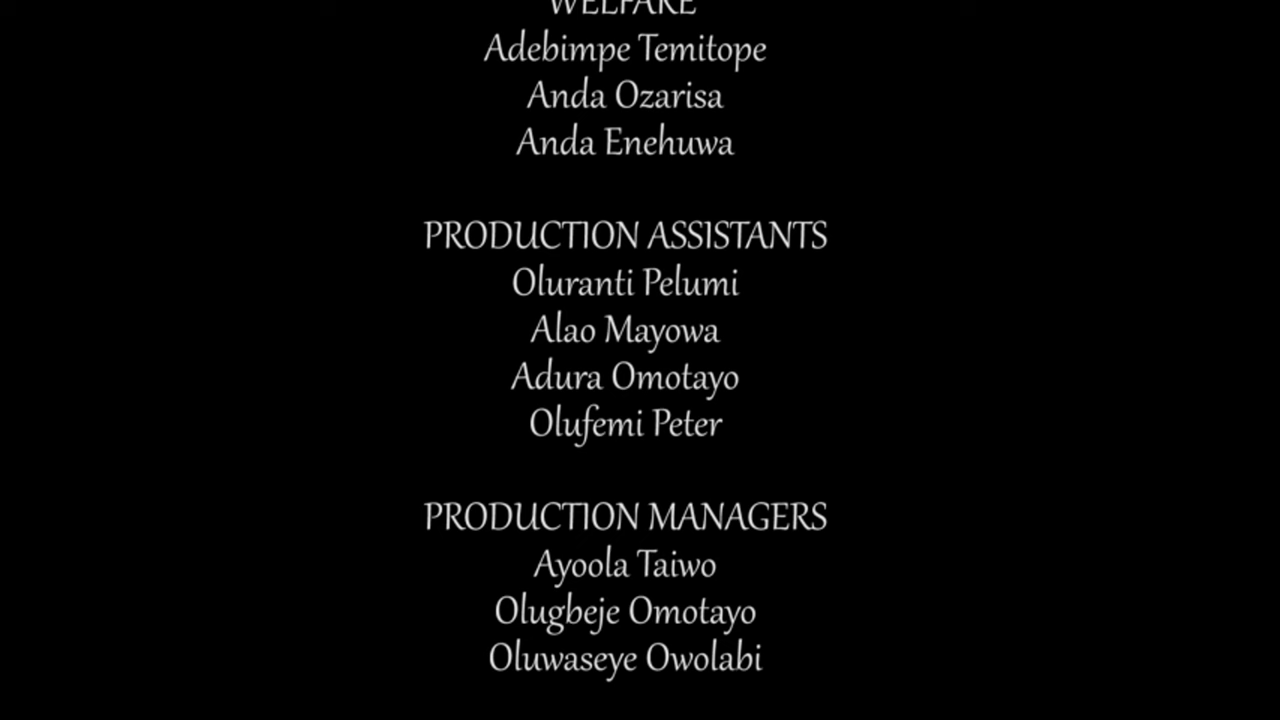 WELFARE
Adebimpe Temitope
Anda Ozarisa
Anda Enehuwa
PRODUCTION ASSISTANTS
Oluranti Pelumi
Alao Mayowa
Adura Omotayo
Olufemi Peter
PRODUCTION MANAGERS
Ayoola Taiwo
Olugbeje Omotayo
Oluwaseye Owolabi